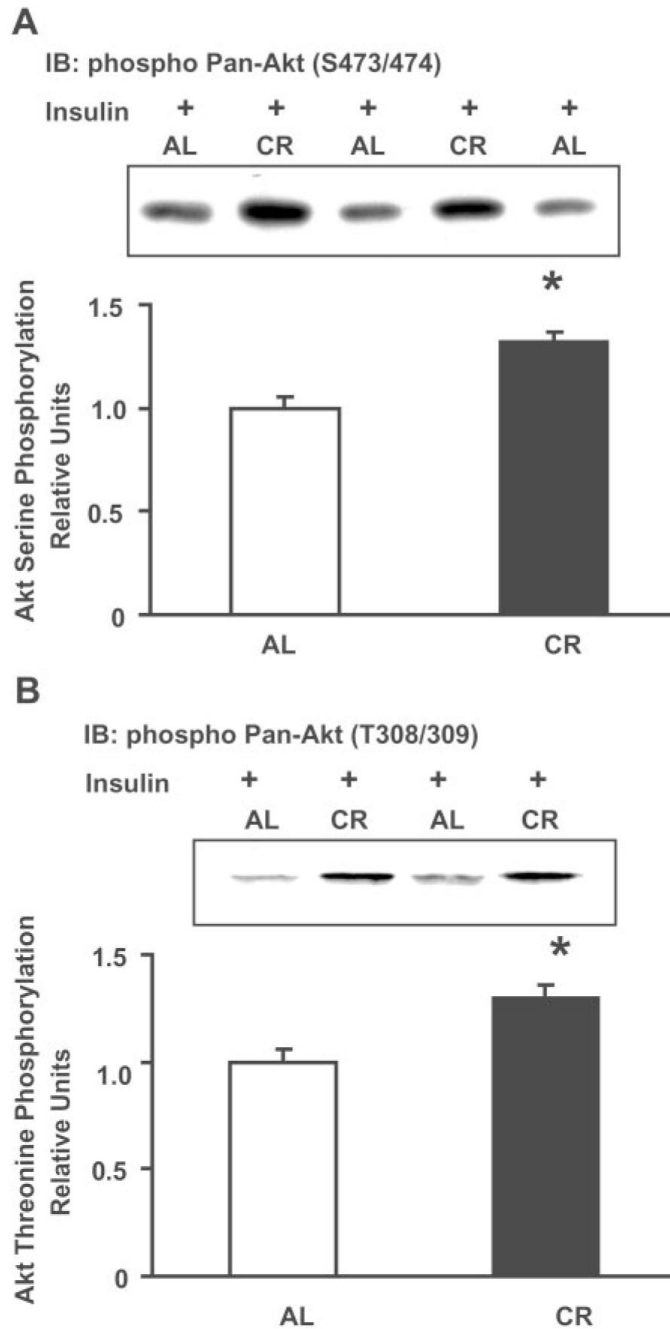 A
IB: phospho Pan-Akt (S473/474)
Insulin + + + + +
AL CR AL CR AL
*
Akt Serine Phosphorylation
Relative Units
1.5
1.0
0.5
0
AL CR
B
IB: phospho Pan-Akt (T308/309)
Insulin + + + +
AL CR AL CR
*
Akt Threonine Phosphorylation
Relative Units
1.5
1.0
0.5
0
AL CR